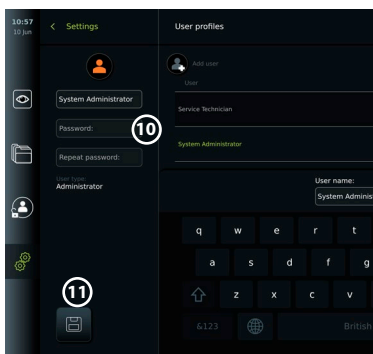 10:57
10 Jun
Settings
User profiles
Add user
User
System Administrator
Service Technician
Password:
10
System Administrator
Repeat password:
User type:
Administrator
User name:
System Adminis
q w e r t
a s d f g
11
z x c v
&123
British